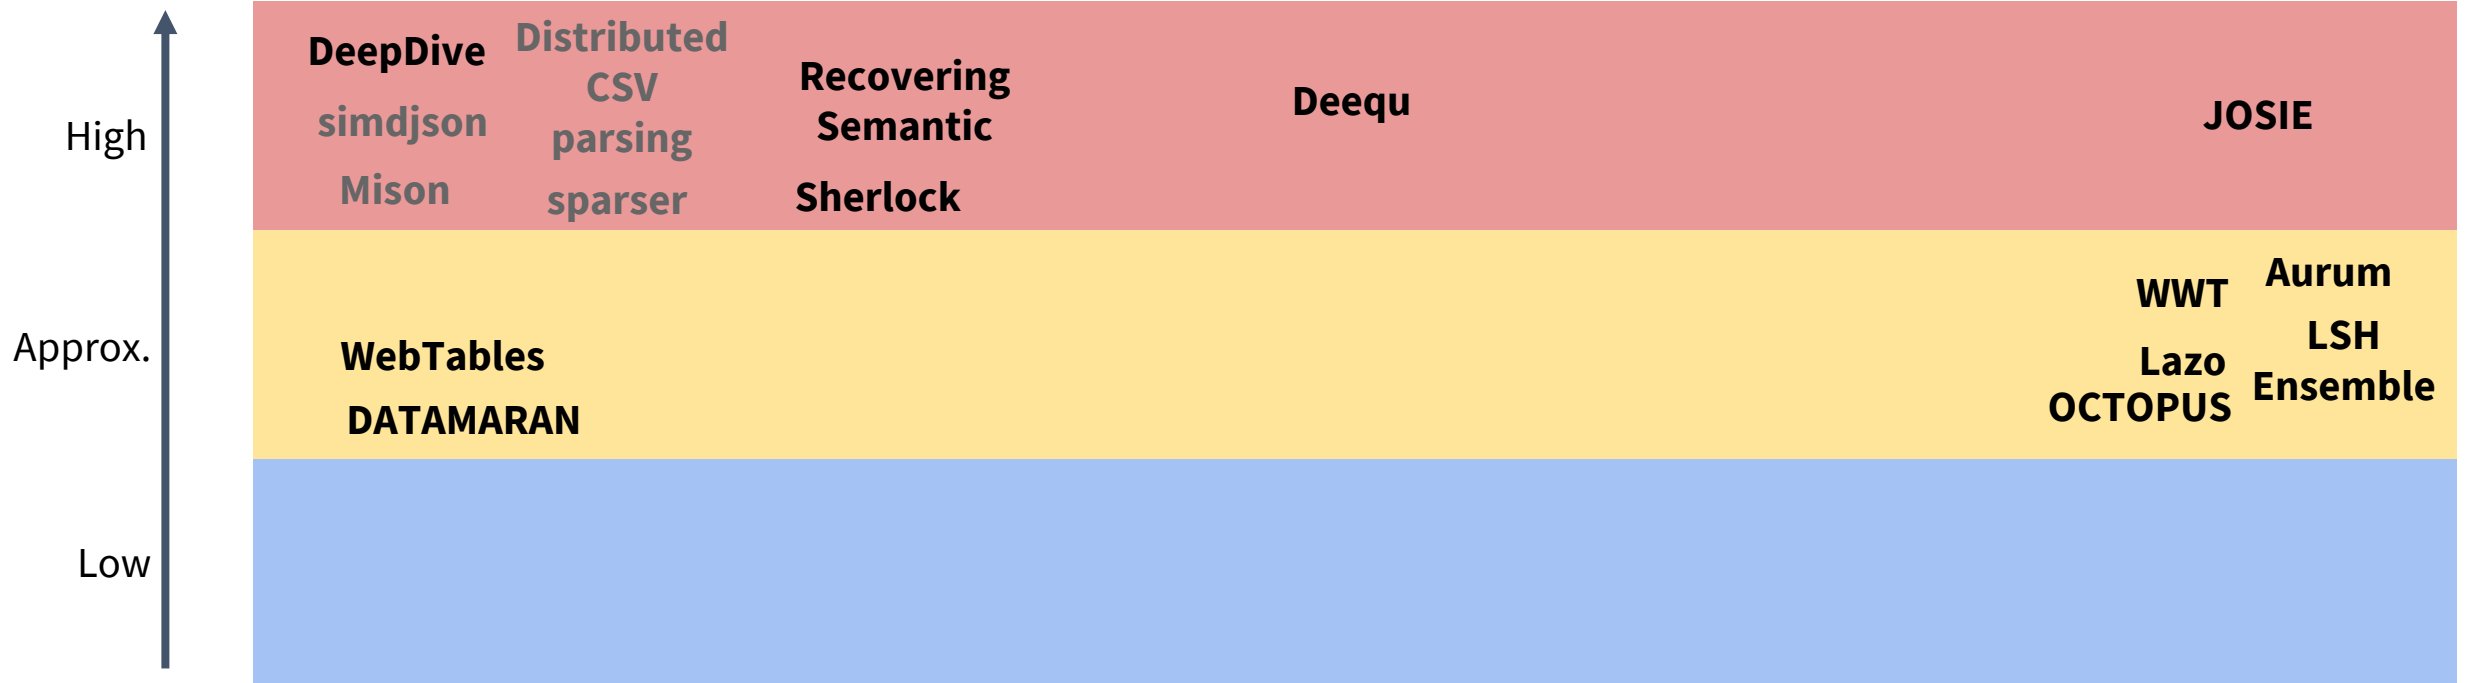 High
Approx.
Low
DeepDive
simdjson
Mison
Distributed
CSV
parsing
sparser
Recovering
Semantic
Sherlock
Deequ
JOSIE
WebTables
DATAMARAN
WWT
Lazo
OCTOPUS
Aurum
LSH
Ensemble